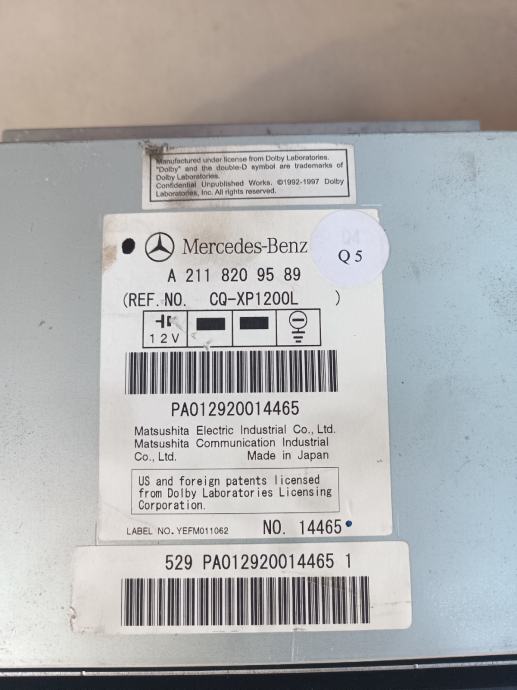 Manufactured under license from Dolby Laboratories.
"Dolby" and the double-D symbol are trademarks of
Dolby Laboratories.
Confidential Unpublished Works. ©1992-1997 Dolby
Laboratories, Inc. All rights reserved.
Mercedes-Benz
Q5
A 211 820 95 89
(REF. NO. CQ-XP1200L )
12V
PA012920014465
Matsushita Electric Industrial Co., Ltd.
Matsushita Communication Industrial
Co., Ltd. Made in Japan
US and foreign patents licensed
from Dolby Laboratories Licensing
Corporation.
LABEL NO. YEFM011062 NO. 14465
529 PA012920014465 1